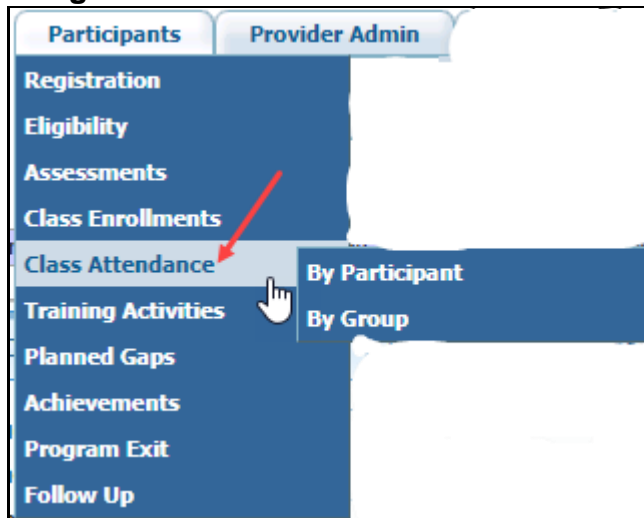 Participants Provider Admin
Registration
Eligibility
Assessments
Class Enrollments
Class Attendance
By Participant
Training Activities
By Group
Planned Gaps
Achievements
Program Exit
Follow Up